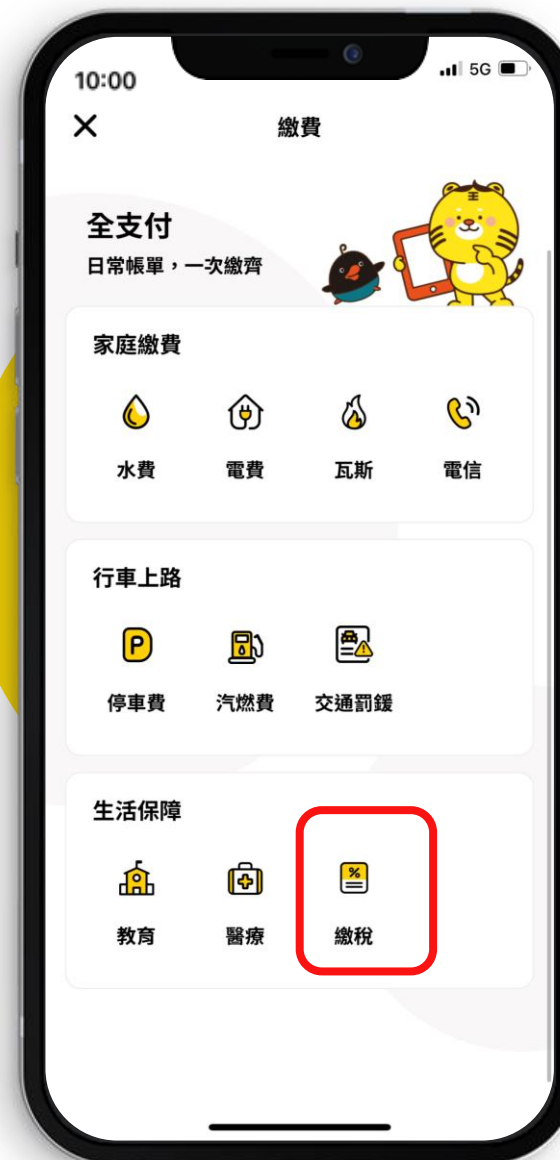 10:00
5G
繳費
全支付
日常帳單，一次繳齊
王
家庭繳費
水費 電費 瓦斯 電信
行車上路
P
停車費 汽燃費 交通罰鍰
生活保障
%
教育 醫療 繳稅